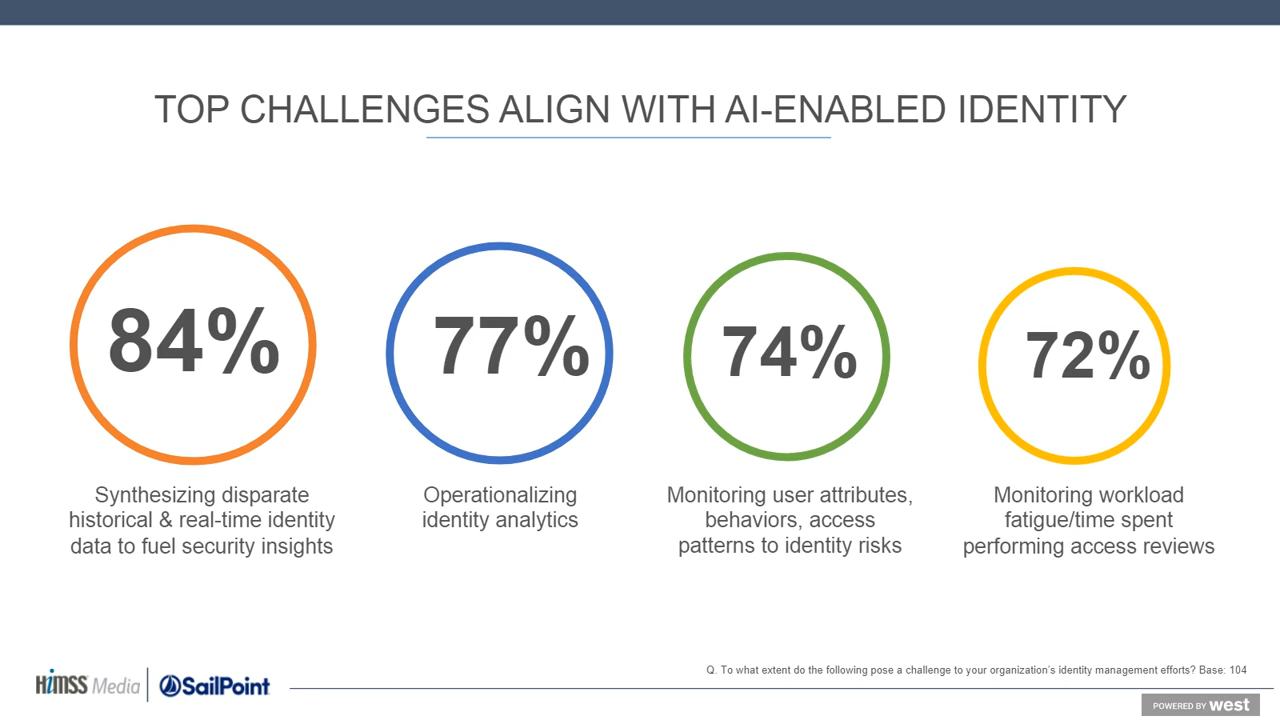 TOP CHALLENGES ALIGN WITH AI-ENABLED IDENTITY
84%
Synthesizing disparate
historical & real-time identity
data to fuel security insights
77%
Operationalizing
identity analytics
74%
Monitoring user attributes,
behaviors, access
patterns to identity risks
72%
Monitoring workload
fatigue/time spent
performing access reviews
Q. To what extent do the following pose a challenge to your organization's identity management efforts? Base: 104
HiMSS Media
SailPoint
POWERED BY west